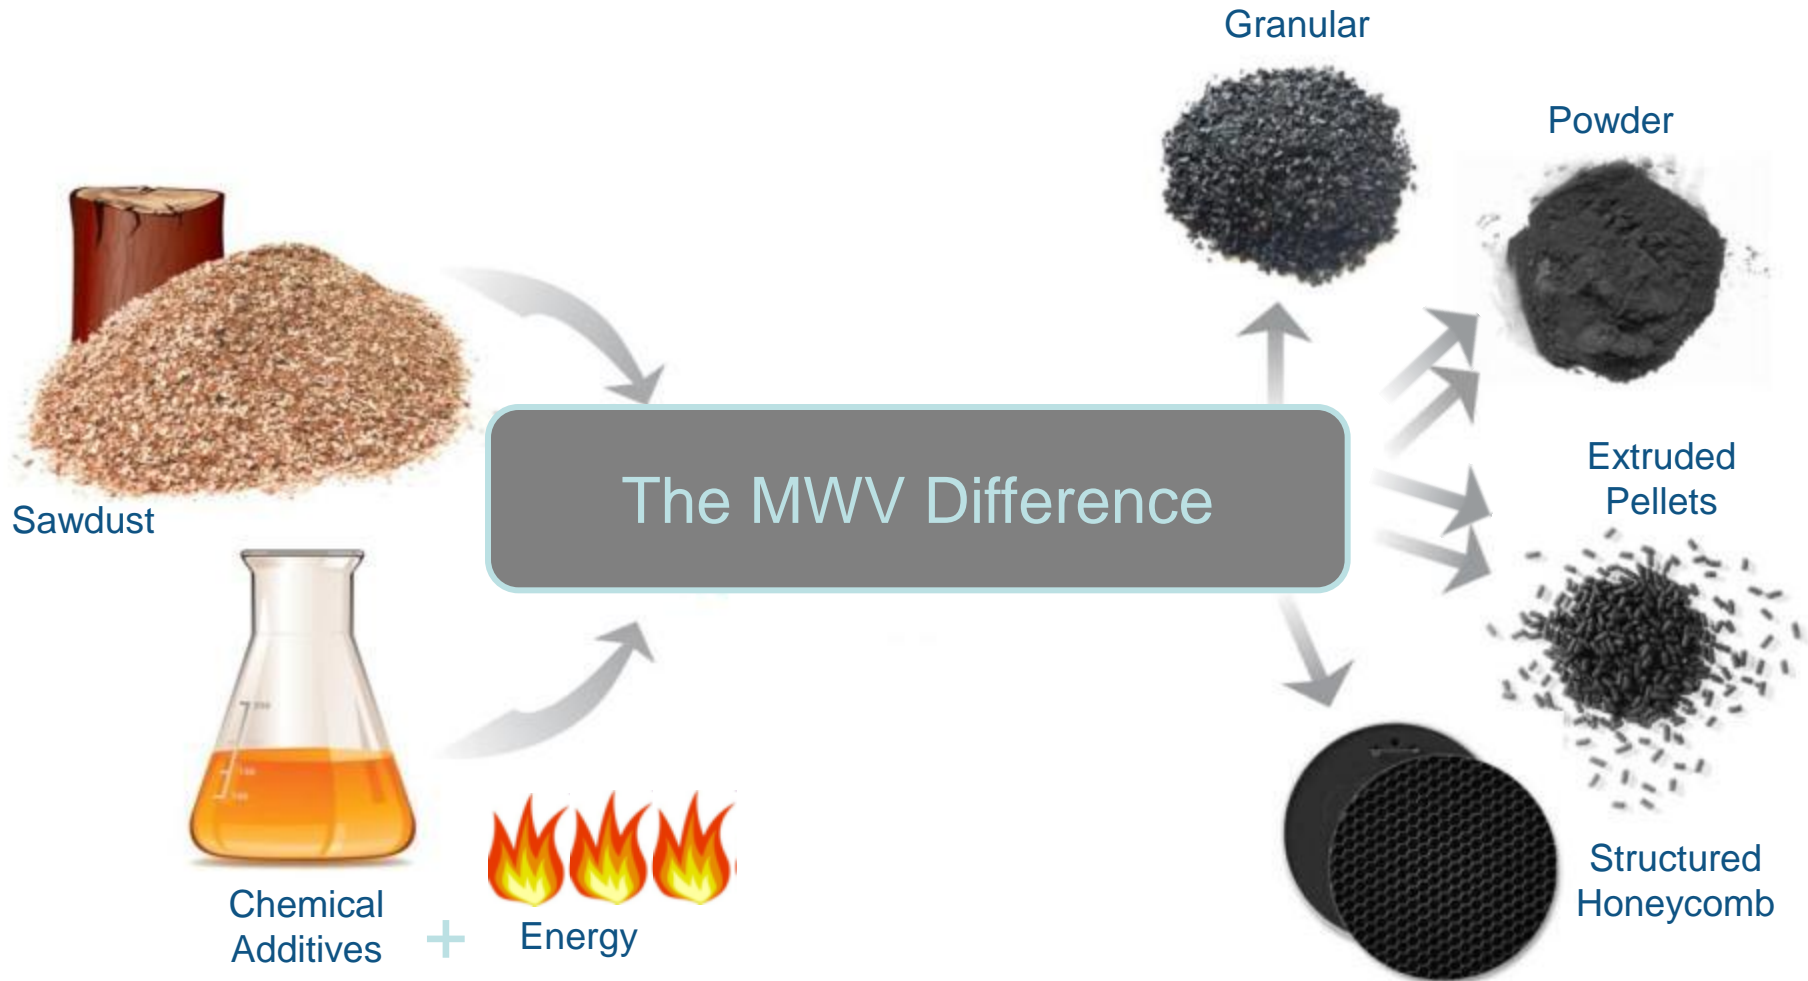 Granular
Powder
Sawdust
The MWV Difference
Extruded
Pellets
Chemical
Additives
+
Energy
Structured
Honeycomb